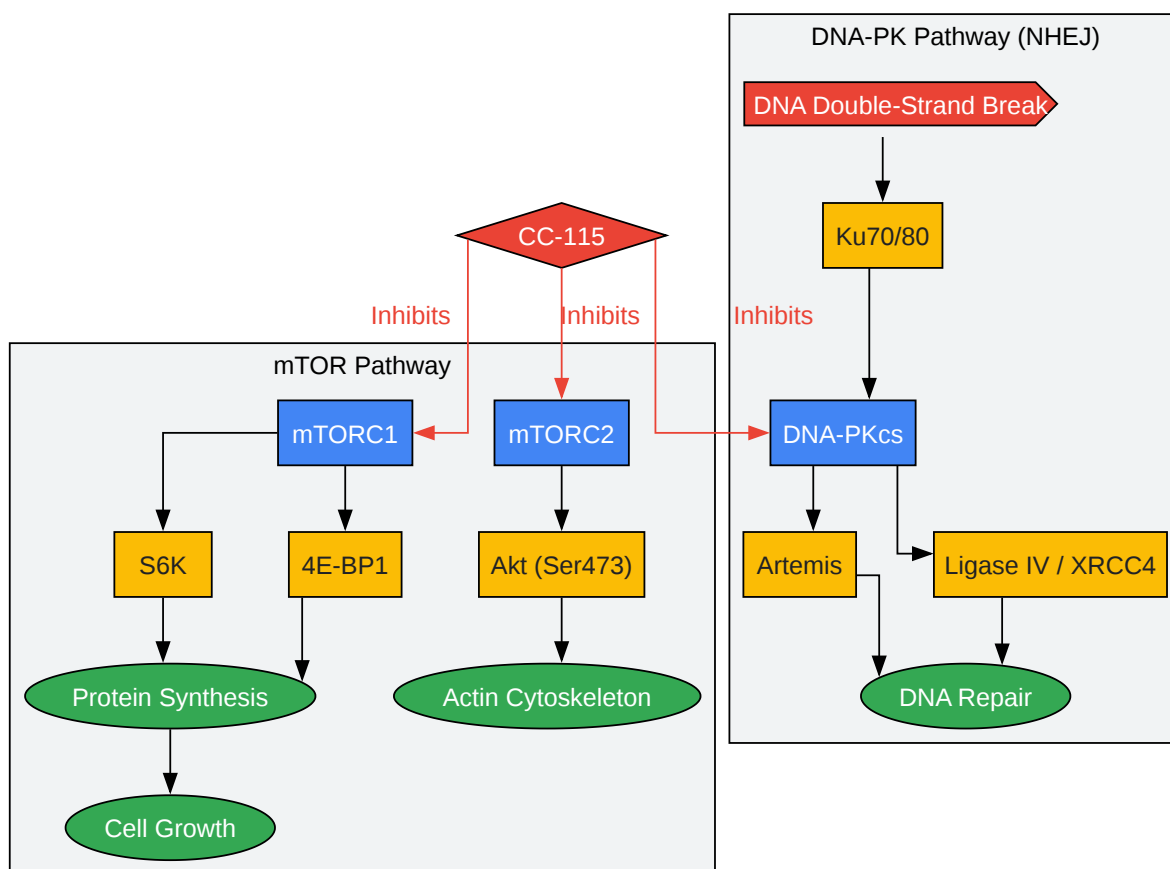 DNA-PK Pathway (NHEJ)
DNA Double-Strand Break
Ku70/80
CC-115
Inhibits
Inhibits
Inhibits
mTOR Pathway
mTORC1
mTORC2
DNA-PKcs
S6K
4E-BP1
Akt (Ser473)
Artemis
Ligase IV / XRCC4
Protein Synthesis
Actin Cytoskeleton
DNA Repair
Cell Growth